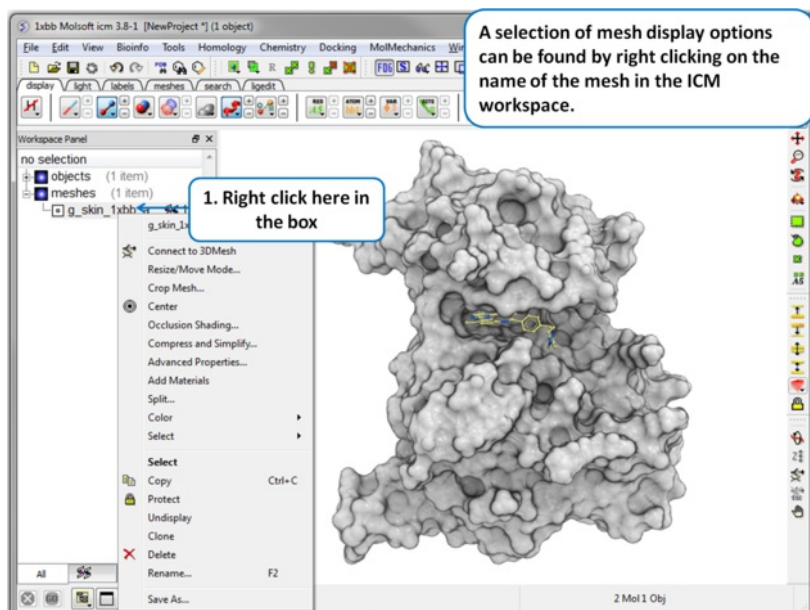 1xbb Molsoft icm 3.8-1 [NewProject *] (1 object)
File Edit View Bioinfo Tools Homology Chemistry Docking MolMechanics
display light labels meshes search ligedit
RES ATOM VAR SITE
FOG
A selection of mesh display options
can be found by right clicking on the
name of the mesh in the ICM
workspace.
Workspace Panel
no selection
objects (1 item)
meshes (1 item)
g_skin_1xbb
1. Right click here in
the box
Connect to 3DMesh
Resize/Move Mode...
Crop Mesh...
Center
Occlusion Shading...
Compress and Simplify...
Advanced Properties...
Add Materials
Split...
Color
Select
Select
Copy Ctrl+C
Protect
Undisplay
Clone
Delete
Rename... F2
Save As...
All
2 Mol 1 Obj